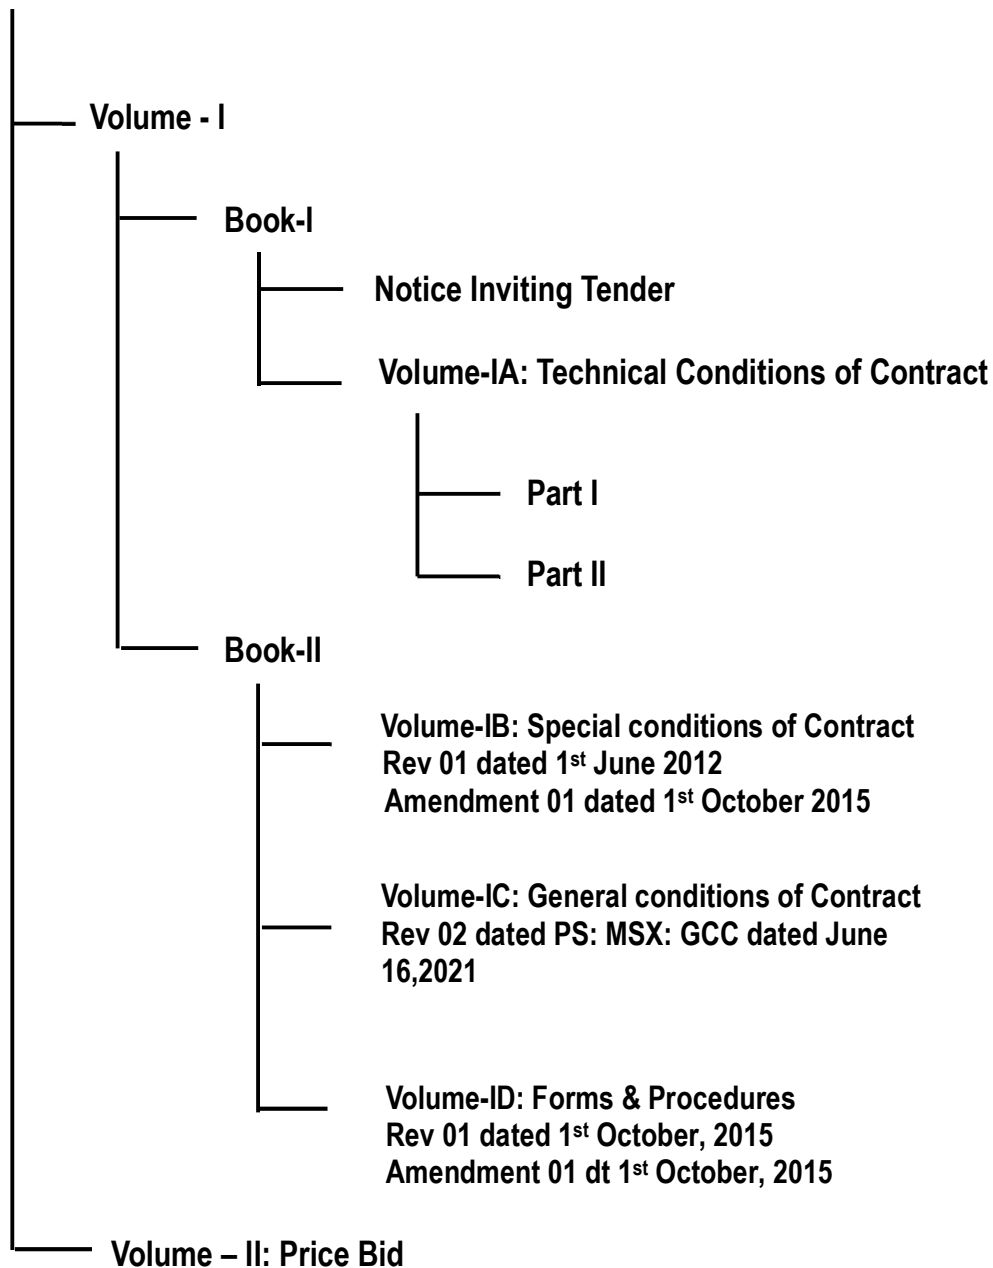 Volume - I
Book-I
Notice Inviting Tender
Volume-IA: Technical Conditions of Contract
Part I
Part II
Book-II
Volume-IB: Special conditions of Contract
Rev 01 dated 1st June 2012
Amendment 01 dated 1st October 2015
Volume-IC: General conditions of Contract
Rev 02 dated PS: MSX: GCC dated June
16,2021
Volume-ID: Forms & Procedures
Rev 01 dated 1st October, 2015
Amendment 01 dt 1st October, 2015
Volume – II: Price Bid